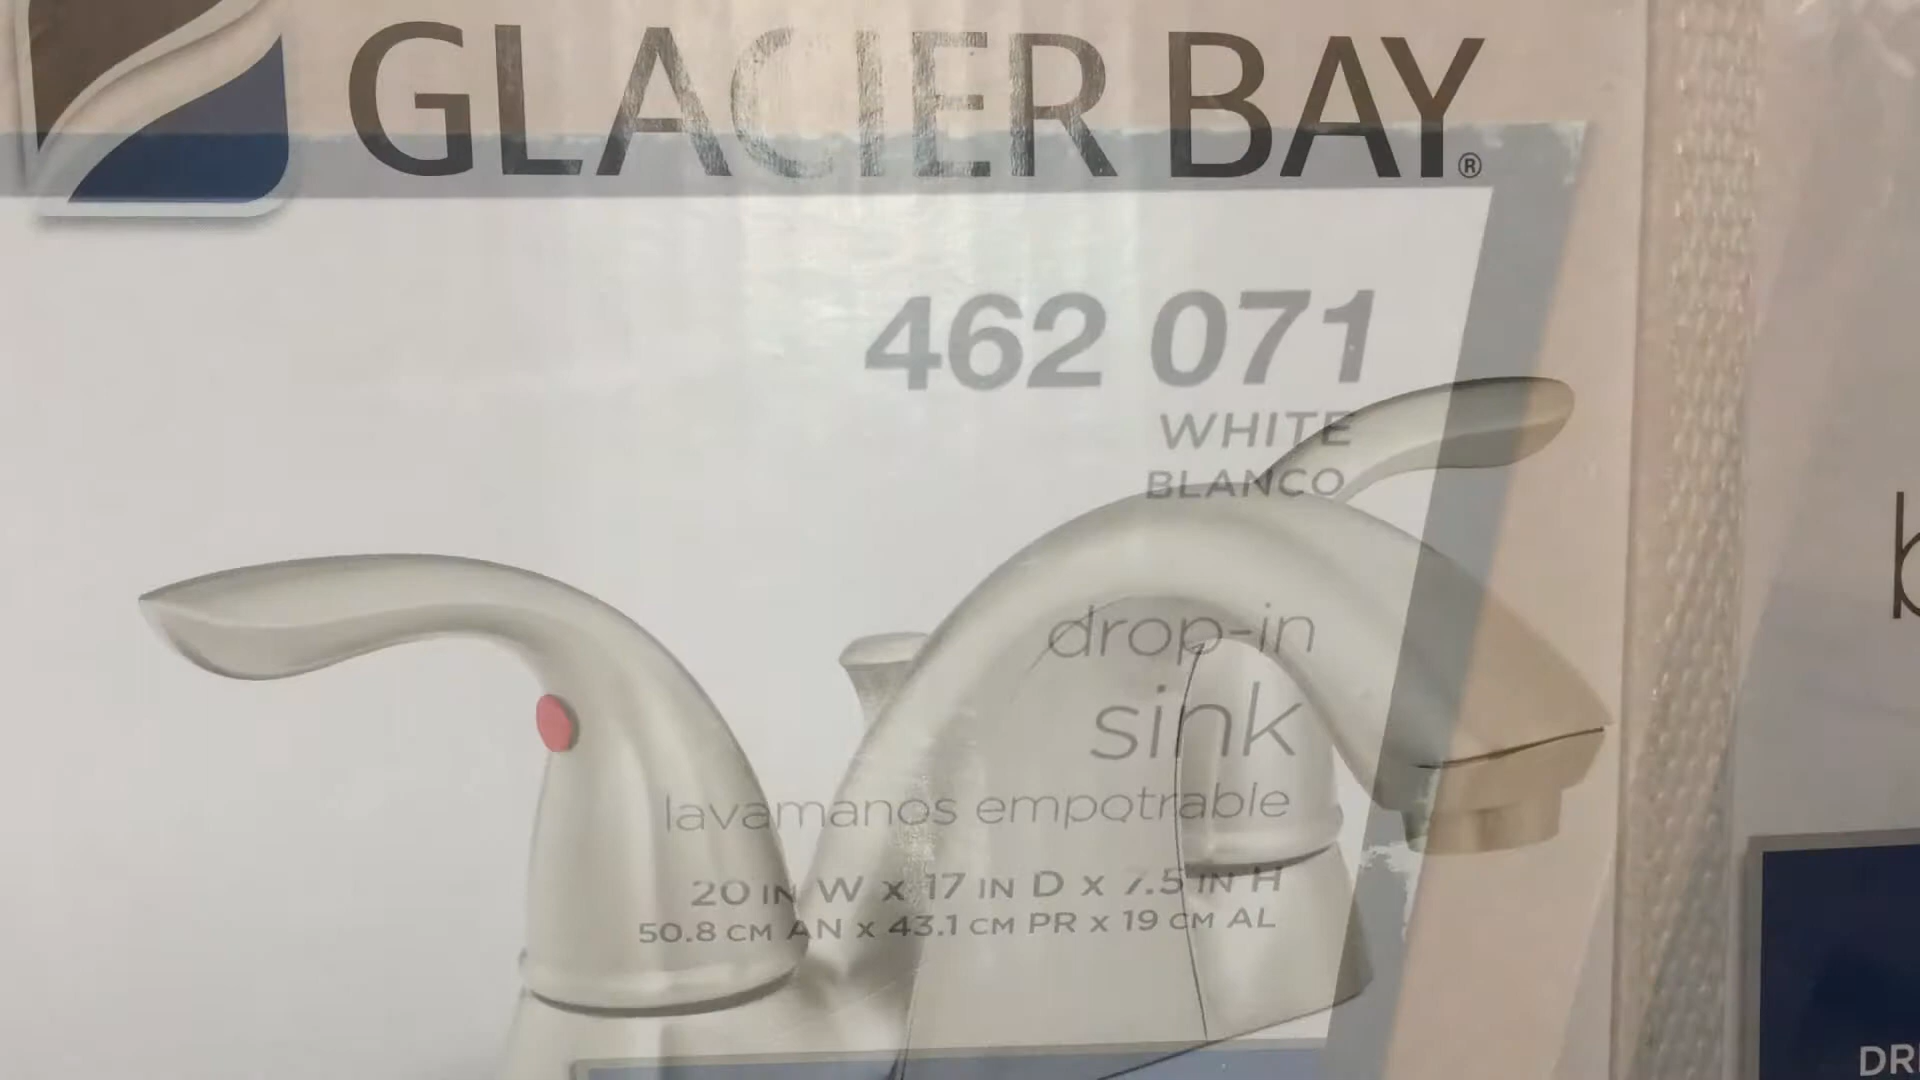 GLACIER BAY®
462 071
WHITE
BLANCO
drop-in
sink
lavamanos empotrable
20 IN W x 17 IN D x 7.5 IN H
50.8 CM AN x 43.1 CM PR x 19 CM AL